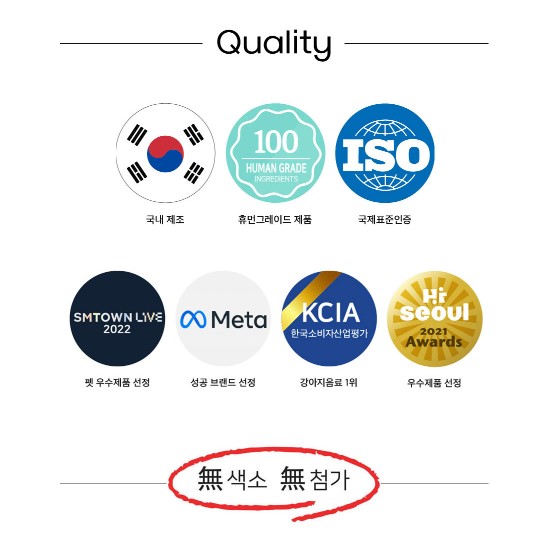 Quality
100
HUMAN GRADE
INGREDIENTS
ISO
국내 제조
휴먼그레이드 제품
국제표준인증
SMTOWN LIVE
2022
Meta
KCIA
한국소비자산업평가
Hi
seoul
2021
Awards
펫 우수제품 선정
성공 브랜드 선정
강아지음료 1위
우수제품 선정
無색소 無첨가